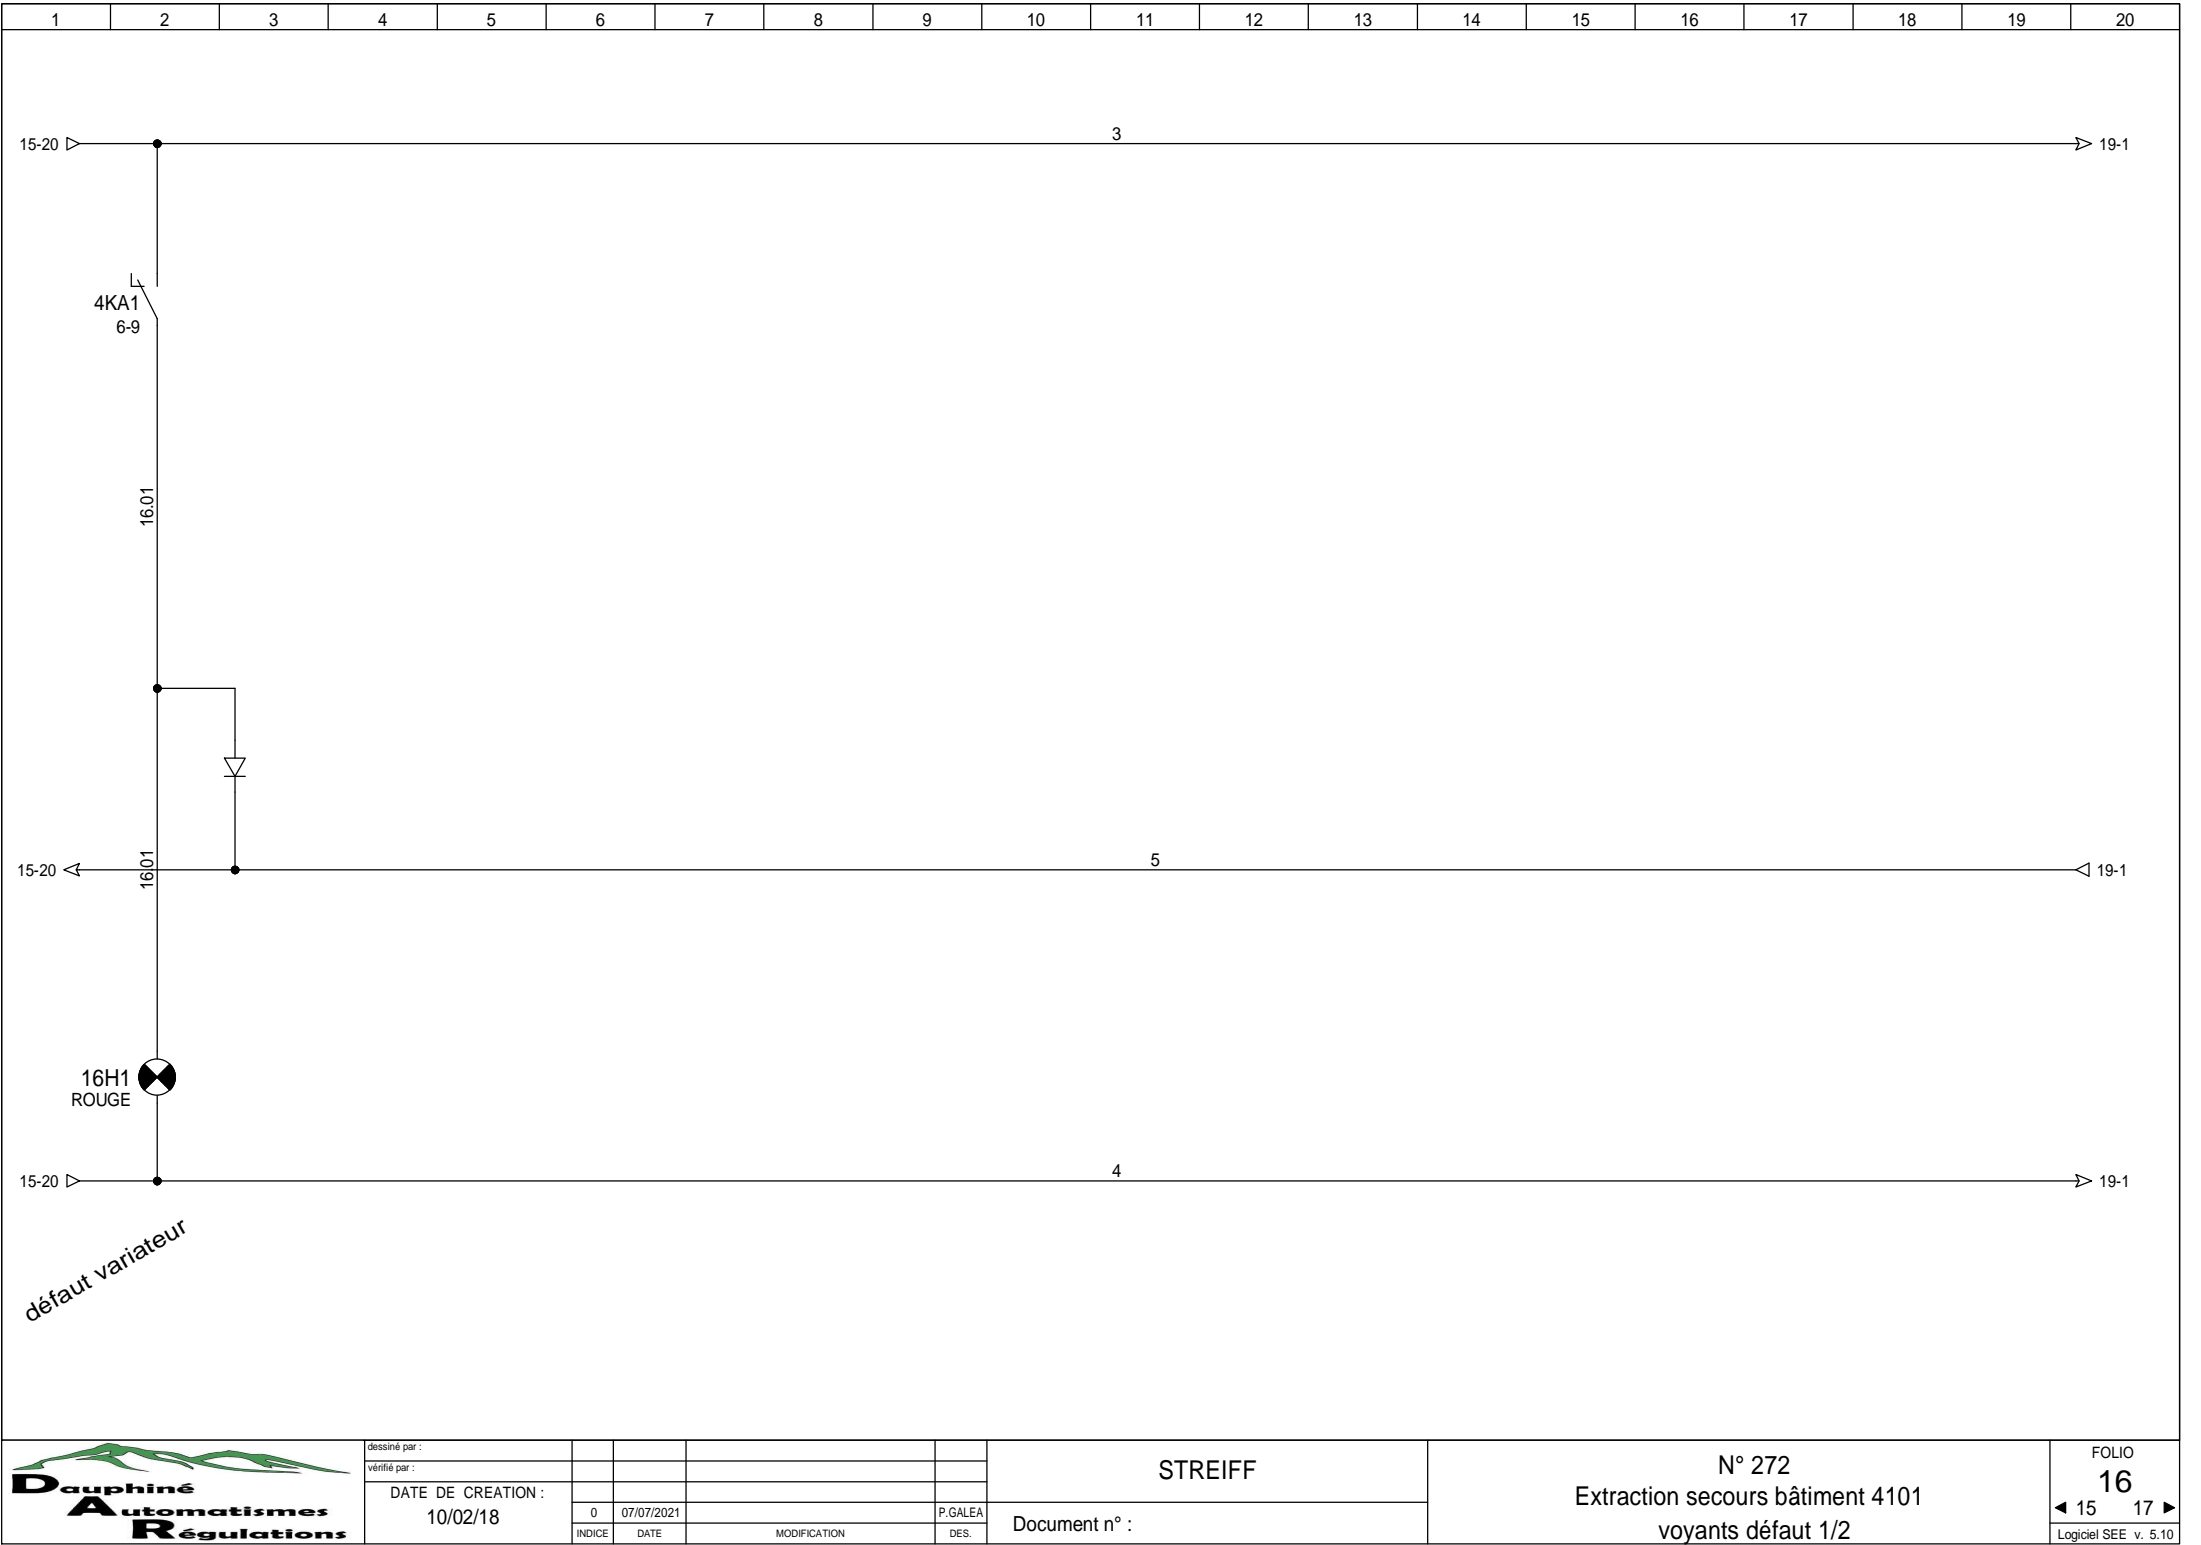 1 2 3 4 5 6 7 8 9 10 11 12 13 14 15 16 17 18 19 20
15-20 3 19-1
4KA1
6-9
16.01
15-20 16.01 5 19-1
16H1
ROUGE
15-20 4 19-1
défaut variateur
Dauphiné
Automatismes
Régulations
dessiné par :
vérifié par :
DATE DE CREATION :
10/02/18
0 07/07/2021 P.GALEA
INDICE DATE MODIFICATION DES.
STREIFF
Document n° :
N° 272
Extraction secours bâtiment 4101
voyants défaut 1/2
FOLIO
16
15 17
Logiciel SEE v. 5.10